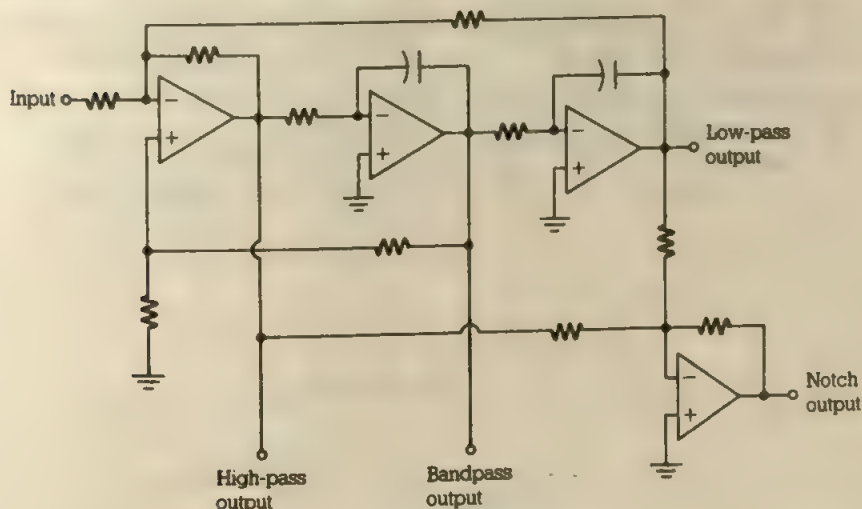 Input
−
+
−
+
−
+
Low-pass
output
−
+
Notch
output
High-pass
output
Bandpass
output